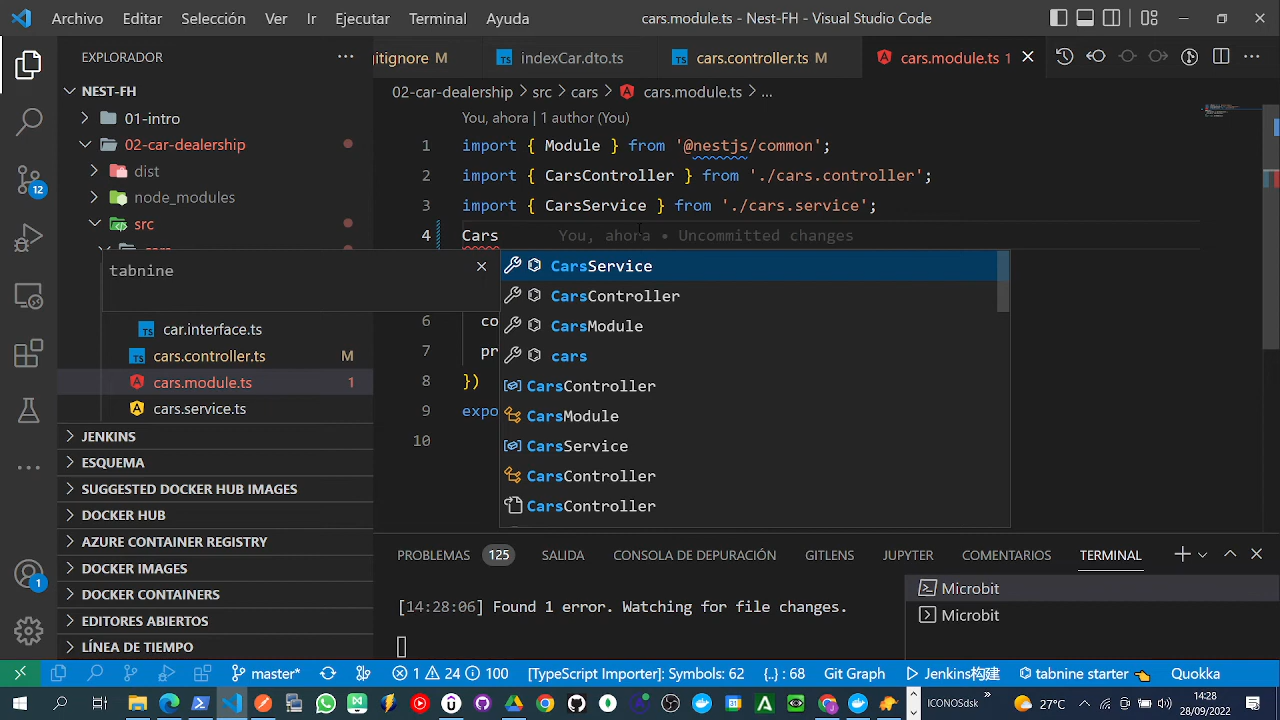 Archivo Editar Selección Ver Ir Ejecutar Terminal Ayuda cars.module.ts - Nest-FH - Visual Studio Code
EXPLORADOR
NEST-FH
01-intro
02-car-dealership
dist
node_modules
src
tabnine
car.interface.ts
cars.controller.ts M
cars.module.ts 1
cars.service.ts
JENKINS
ESQUEMA
SUGGESTED DOCKER HUB IMAGES
DOCKER HUB
AZURE CONTAINER REGISTRY
DOCKER IMAGES
DOCKER CONTAINERS
EDITORES ABIERTOS
LÍNEA DE TIEMPO
12
1
itignore M indexCar.dto.ts cars.controller.ts M cars.module.ts 1
02-car-dealership > src > cars > cars.module.ts > ...
You, ahora | 1 author (You)
1 import { Module } from '@nestjs/common';
2 import { CarsController } from './cars.controller';
3 import { CarsService } from './cars.service';
4 Cars You, ahora • Uncommitted changes
6 co
7 pr
8 })
9 expo
10
CarsService
CarsController
CarsModule
cars
CarsController
CarsModule
CarsService
CarsController
CarsController
PROBLEMAS 125 SALIDA CONSOLA DE DEPURACIÓN GITLENS JUPYTER COMENTARIOS TERMINAL
[14:28:06] Found 1 error. Watching for file changes.
Microbit
Microbit
master* 1 24 100 [TypeScript Importer]: Symbols: 62 {..} : 68 Git Graph Jenkins构建 tabnine starter Quokka
ICONOSdisk » 27°C 14:28
28/09/2022